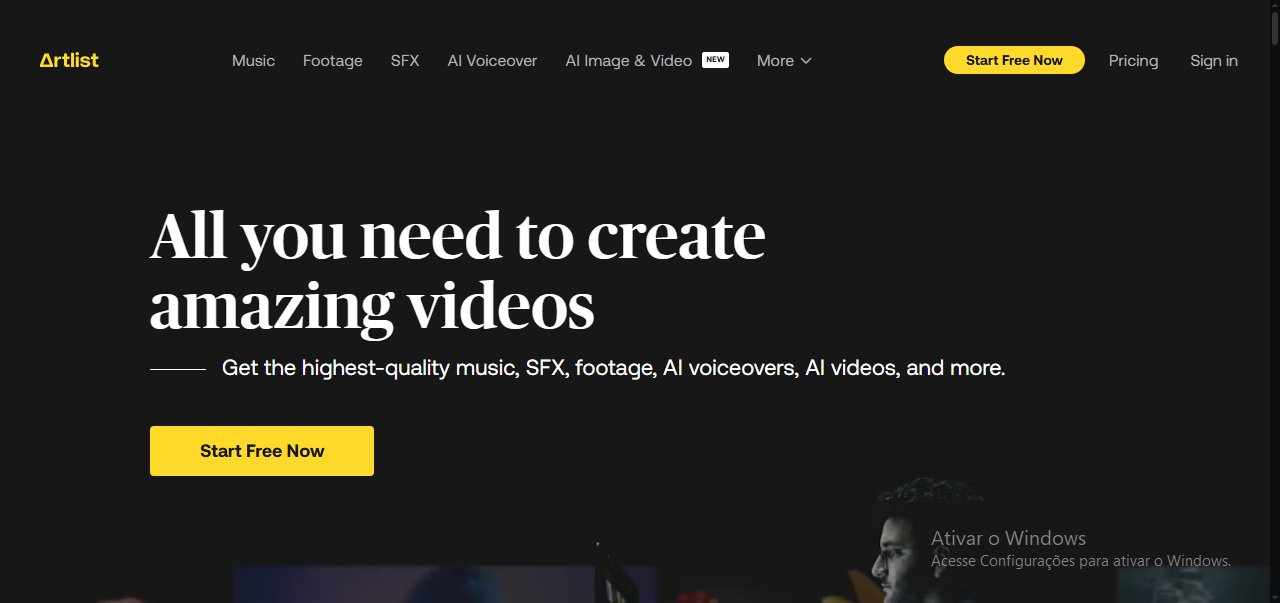 Artlist
Music Footage SFX AI Voiceover AI Image & Video NEW More Start Free Now Pricing Sign in
All you need to create
amazing videos
Get the highest-quality music, SFX, footage, AI voiceovers, AI videos, and more.
Start Free Now
Ativar o Windows
Acesse Configurações para ativar o Windows.